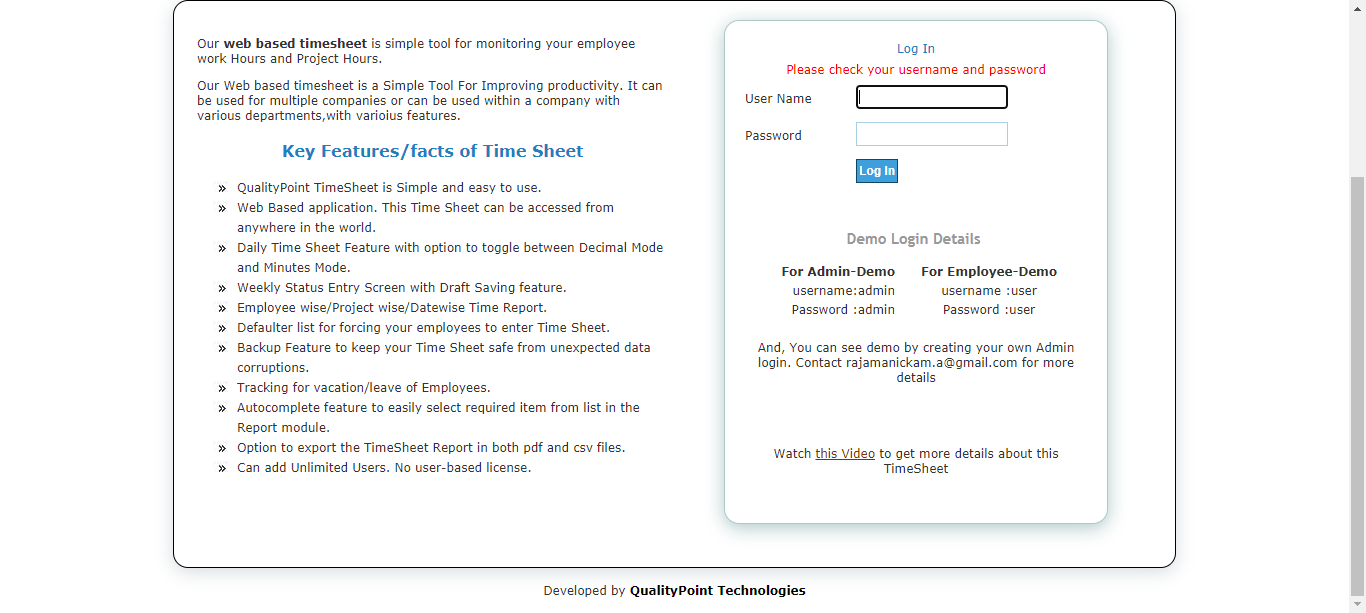 Our web based timesheet is simple tool for monitoring your employee
work Hours and Project Hours.
Our Web based timesheet is a Simple Tool For Improving productivity. It can
be used for multiple companies or can be used within a company with
various departments,with varioius features.
Key Features/facts of Time Sheet
» QualityPoint TimeSheet is Simple and easy to use.
» Web Based application. This Time Sheet can be accessed from
anywhere in the world.
» Daily Time Sheet Feature with option to toggle between Decimal Mode
and Minutes Mode.
» Weekly Status Entry Screen with Draft Saving feature.
» Employee wise/Project wise/Datewise Time Report.
» Defaulter list for forcing your employees to enter Time Sheet.
» Backup Feature to keep your Time Sheet safe from unexpected data
corruptions.
» Tracking for vacation/leave of Employees.
» Autocomplete feature to easily select required item from list in the
Report module.
» Option to export the TimeSheet Report in both pdf and csv files.
» Can add Unlimited Users. No user-based license.
Log In
Please check your username and password
User Name
Password
Log In
Demo Login Details
For Admin-Demo For Employee-Demo
username:admin username :user
Password :admin Password :user
And, You can see demo by creating your own Admin
login. Contact rajamanickam.a@gmail.com for more
details
Watch this Video to get more details about this
TimeSheet
Developed by QualityPoint Technologies